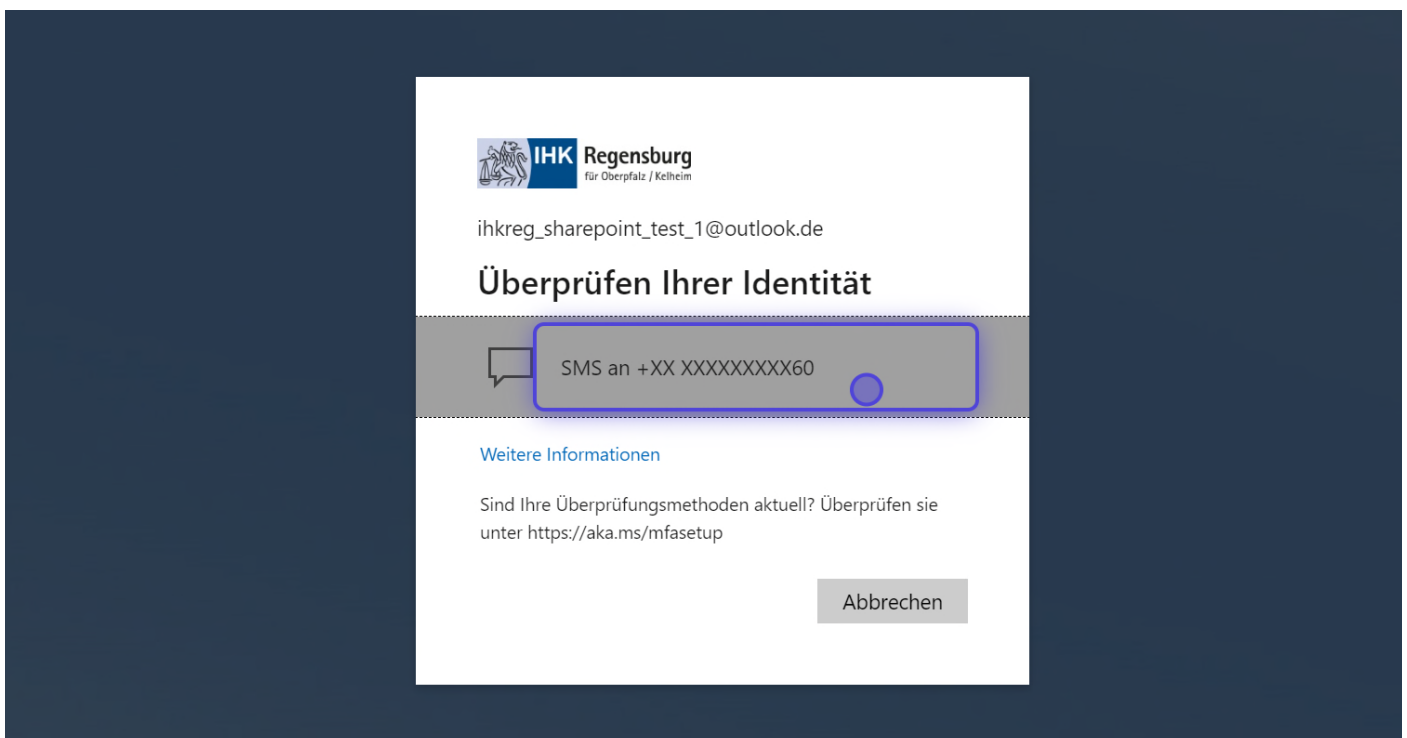 IHK Regensburg
für Oberpfalz / Kelheim
ihkreg_sharepoint_test_1@outlook.de
Überprüfen Ihrer Identität
SMS an +XX XXXXXXXXX60
Weitere Informationen
Sind Ihre Überprüfungsmethoden aktuell? Überprüfen sie
unter https://aka.ms/mfasetup
Abbrechen